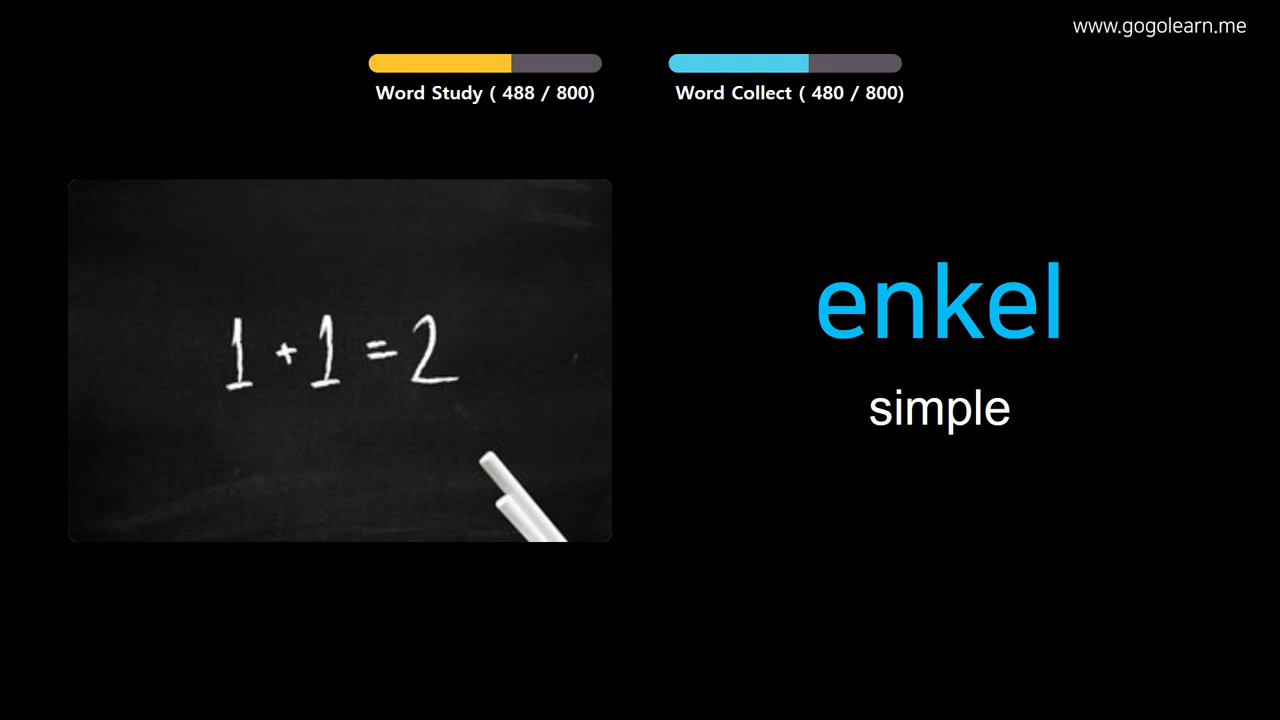 www.gogolearn.me
Word Study ( 488 / 800)
Word Collect ( 480 / 800)
1 + 1 = 2
enkel
simple